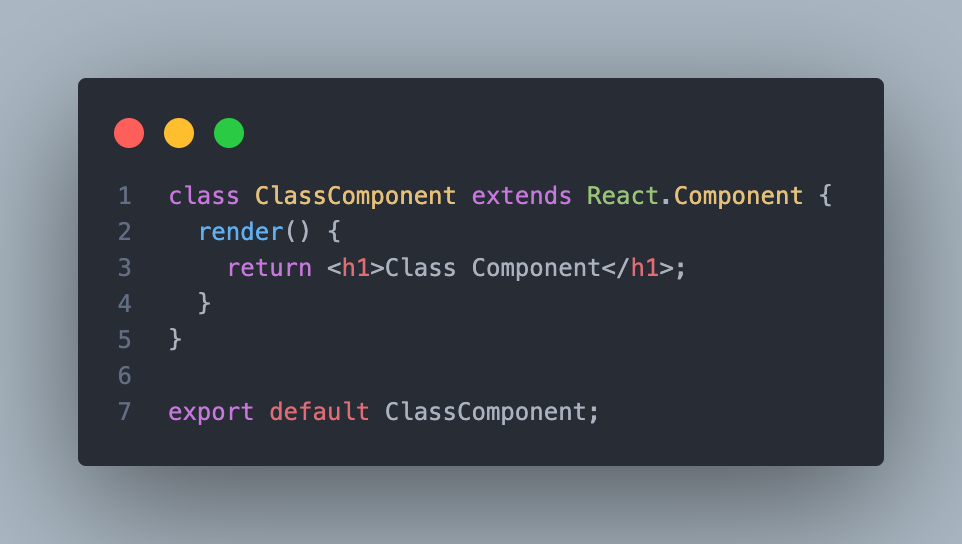 1 class ClassComponent extends React.Component {
2   render() {
3     return <h1>Class Component</h1>;
4   }
5 }
6
7 export default ClassComponent;